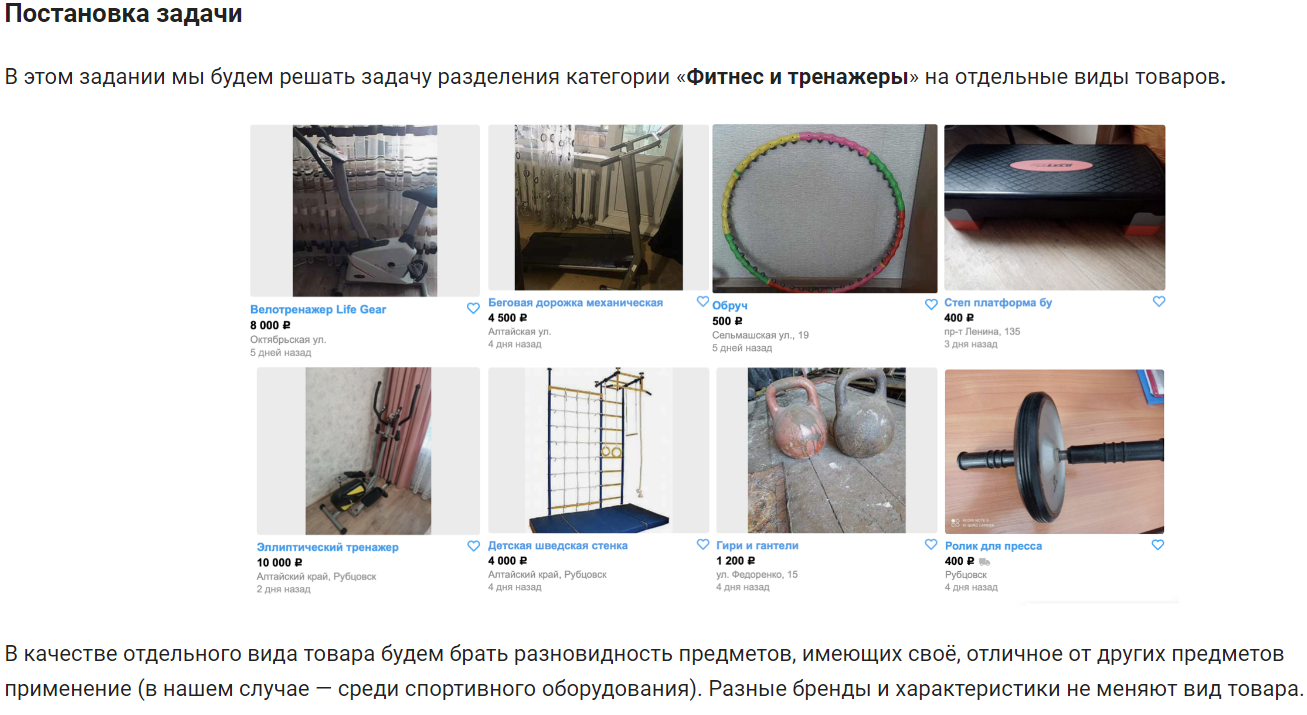 Постановка задачи
В этом задании мы будем решать задачу разделения категории «Фитнес и тренажеры» на отдельные виды товаров.
Велотренажер Life Gear
8 000 ₽
Октябрьская ул.
5 дней назад
Беговая дорожка механическая
4 500 ₽
Алтайская ул.
4 дня назад
Обруч
500 ₽
Сельмашская ул., 19
5 дней назад
Степ платформа бу
400 ₽
пр-т Ленина, 135
3 дня назад
Эллиптический тренажер
10 000 ₽
Алтайский край, Рубцовск
2 дня назад
Детская шведская стенка
4 000 ₽
Алтайский край, Рубцовск
4 дня назад
Гири и гантели
1 200 ₽
ул. Федоренко, 15
4 дня назад
Ролик для пресса
400 ₽
Рубцовск
4 дня назад
В качестве отдельного вида товара будем брать разновидность предметов, имеющих своё, отличное от других предметов
применение (в нашем случае — среди спортивного оборудования). Разные бренды и характеристики не меняют вид товара.